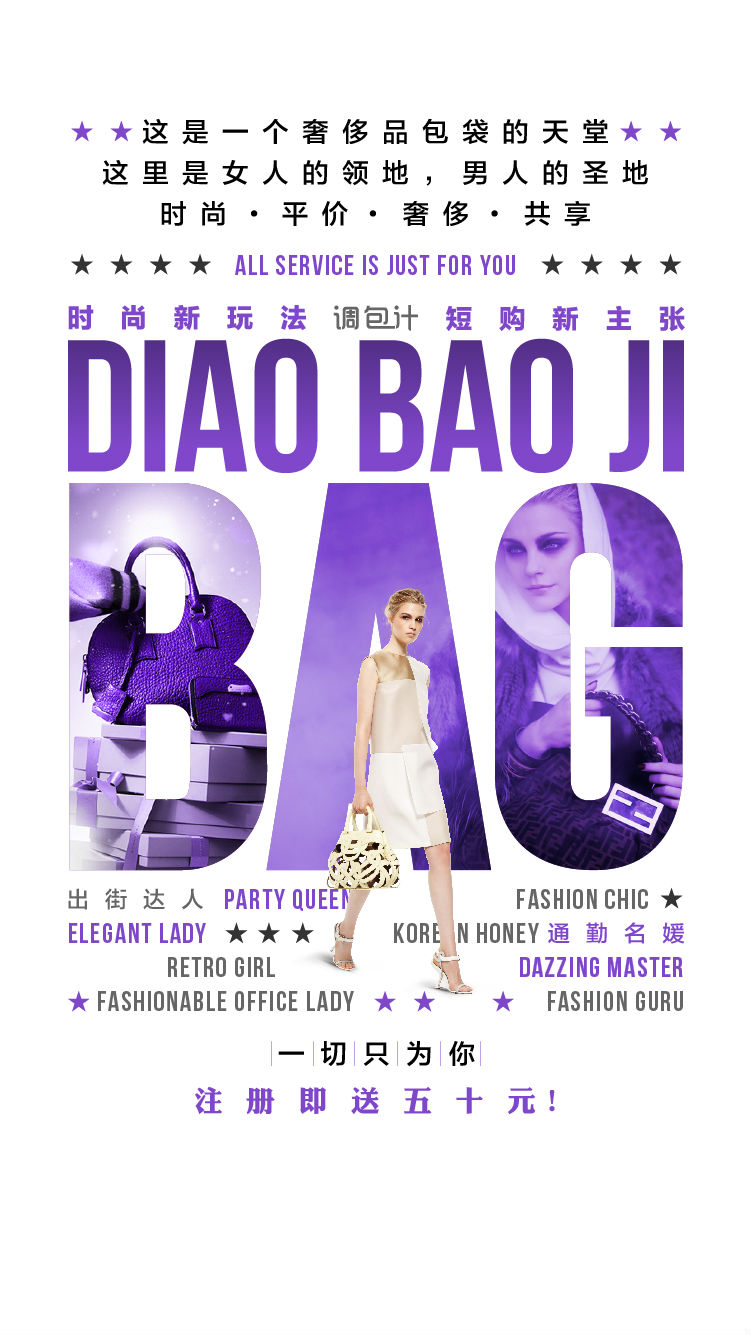 ★ ★ 这是一个奢侈品包袋的天堂 ★ ★
这里是女人的领地，男人的圣地
时尚·平价·奢侈·共享
★ ★ ★ ★ ALL SERVICE IS JUST FOR YOU ★ ★ ★ ★
时尚新玩法 调包计 短购新主张
DIAO BAO JI
BAG
出街达人 PARTY QUEEN FASHION CHIC ★
ELEGANT LADY ★ ★ ★ KOREAN HONEY 通勤名媛
RETRO GIRL DAZZING MASTER
★ FASHIONABLE OFFICE LADY ★ ★ ★ FASHION GURU
一切只为你
注册即送五十元!